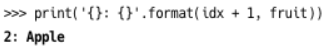 >>> print('{}: {}'.format(idx + 1, fruit))
2: Apple